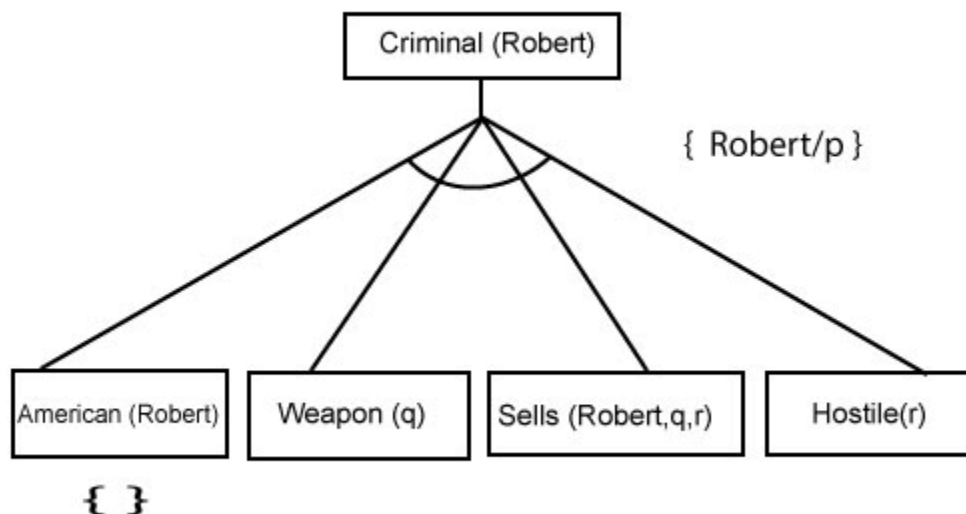 Criminal (Robert)
{ Robert/p }
American (Robert)
Weapon (q)
Sells (Robert,q,r)
Hostile(r)
{ }